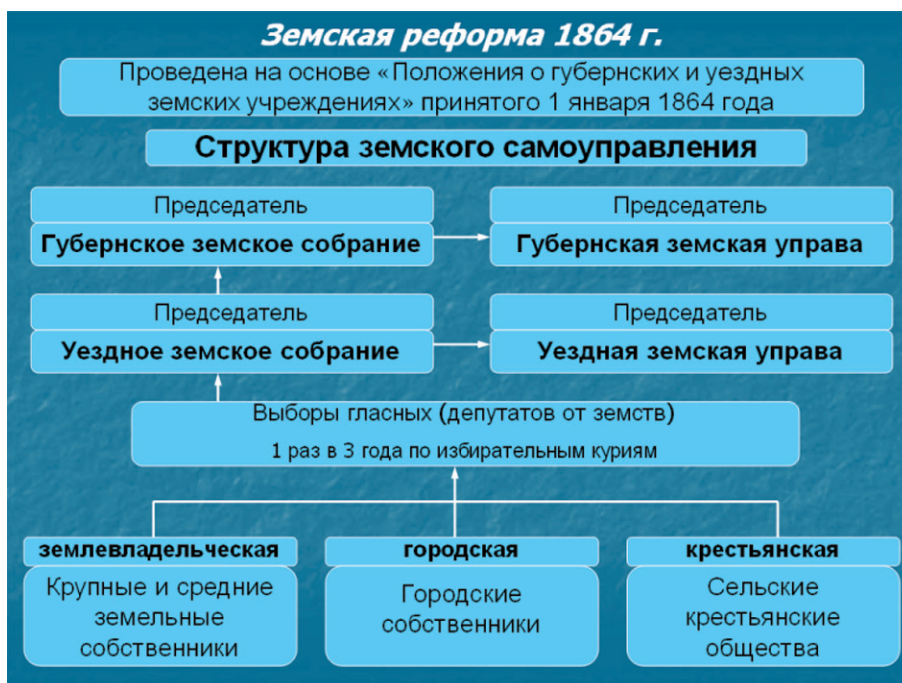 Земская реформа 1864 г.
Проведена на основе «Положения о губернских и уездных
земских учреждениях» принятого 1 января 1864 года
Структура земского самоуправления
Председатель
Губернское земское собрание
Председатель
Губернская земская управа
Председатель
Уездное земское собрание
Председатель
Уездная земская управа
Выборы гласных (депутатов от земств)
1 раз в 3 года по избирательным куриям
землевладельческая
Крупные и средние
земельные
собственники
городская
Городские
собственники
крестьянская
Сельские
крестьянские
общества